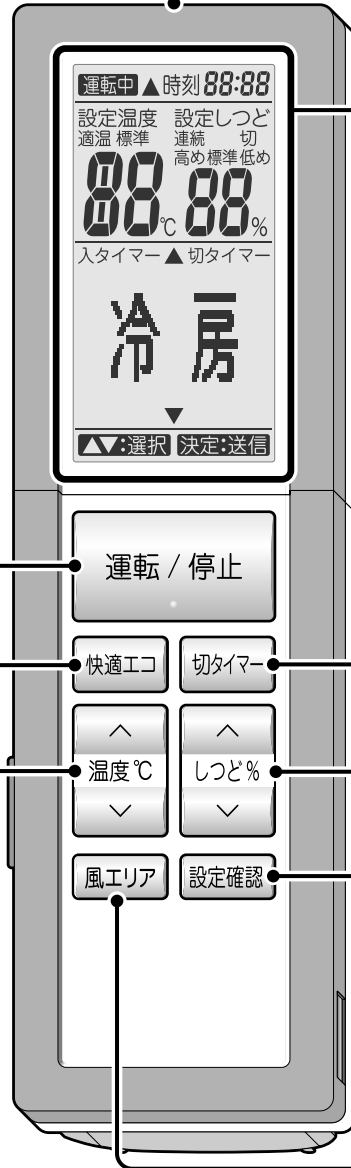 運転中 ▲ 時刻 88:88
設定温度 設定しつど
適温 標準 連続 切
高め 標準 低め
88℃ 88%
入タイマー ▲ 切タイマー
冷房
▼
▲▼:選択 決定:送信
運転/停止
快適エコ 切タイマー
温度℃ しつど%
風エリア 設定確認